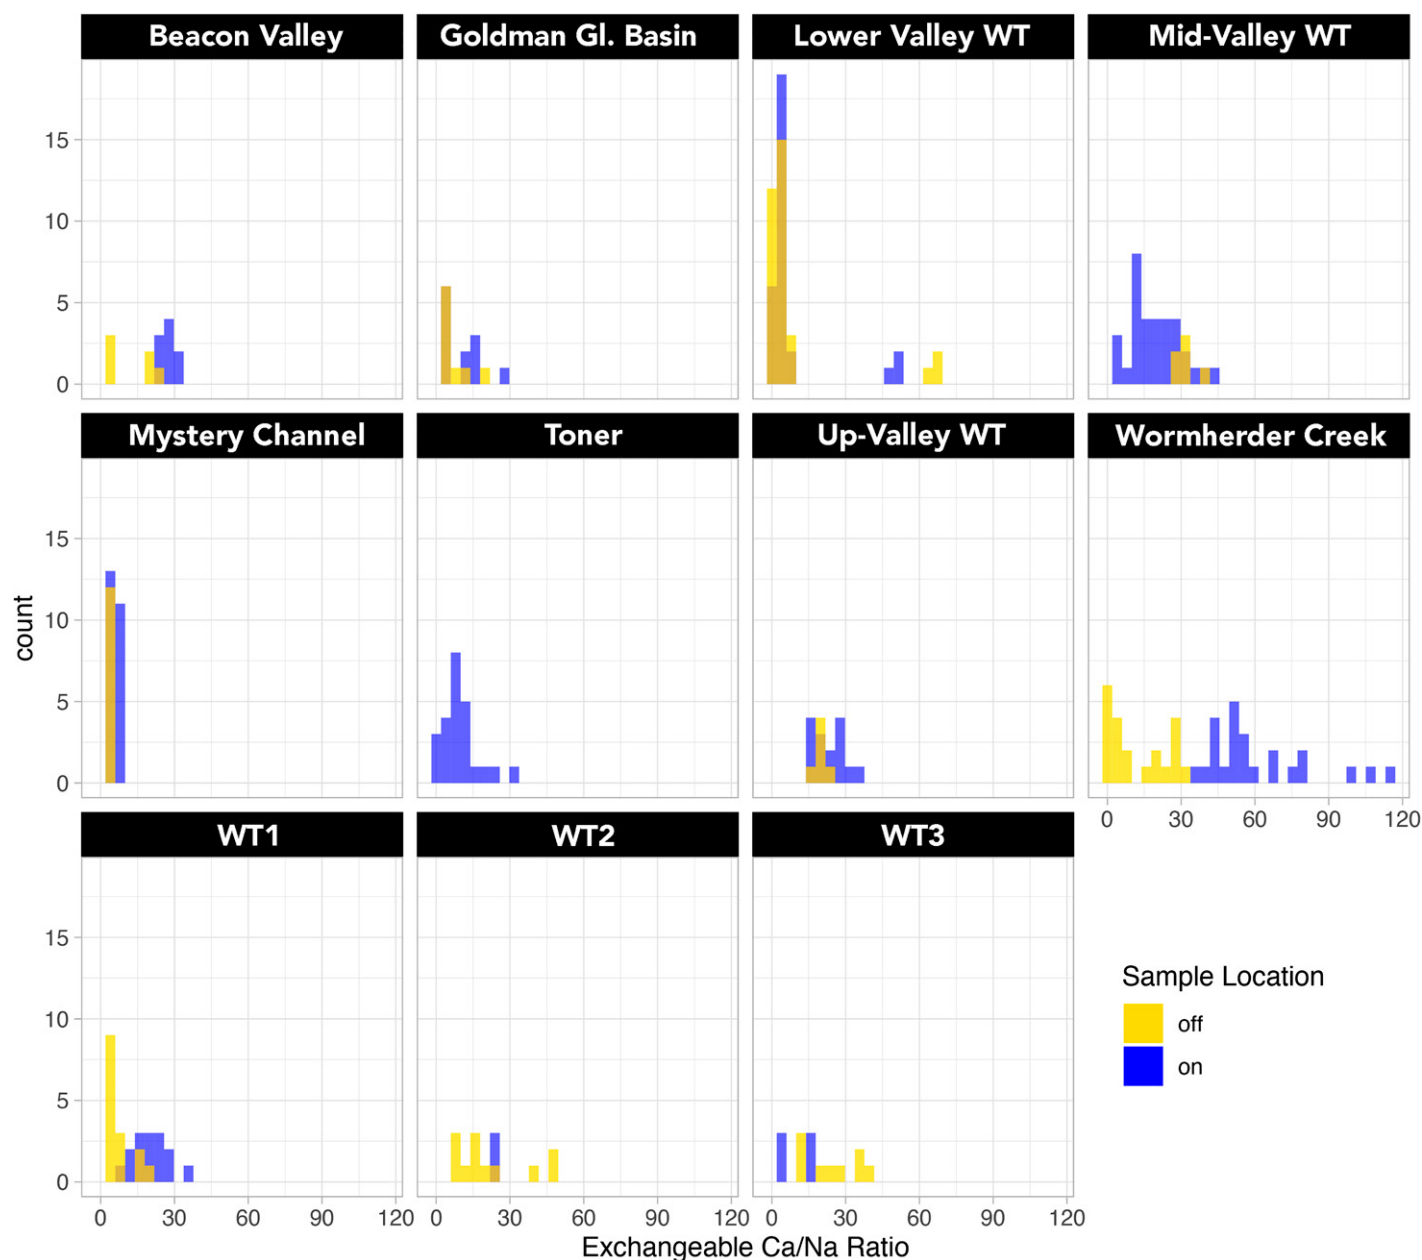 Beacon Valley
Goldman Gl. Basin
Lower Valley WT
Mid-Valley WT
15
10
5
0
Mystery Channel
Toner
Up-Valley WT
Wormherder Creek
15
10
5
0
0 30 60 90 120
WT1
WT2
WT3
15
10
5
0
0 30 60 90 120
0 30 60 90 120
0 30 60 90 120
count
Exchangeable Ca/Na Ratio
Sample Location
off
on